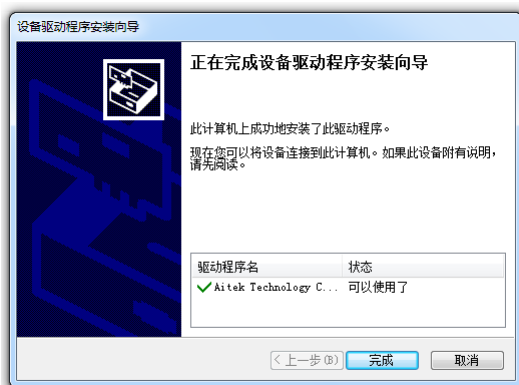 设备驱动程序安装向导
正在完成设备驱动程序安装向导
此计算机上成功地安装了此驱动程序。
现在您可以将设备连接到此计算机。如果此设备附有说明，
请先阅读。
驱动程序名 状态
Aitek Technology C... 可以使用了
<上一步(B) 完成 取消